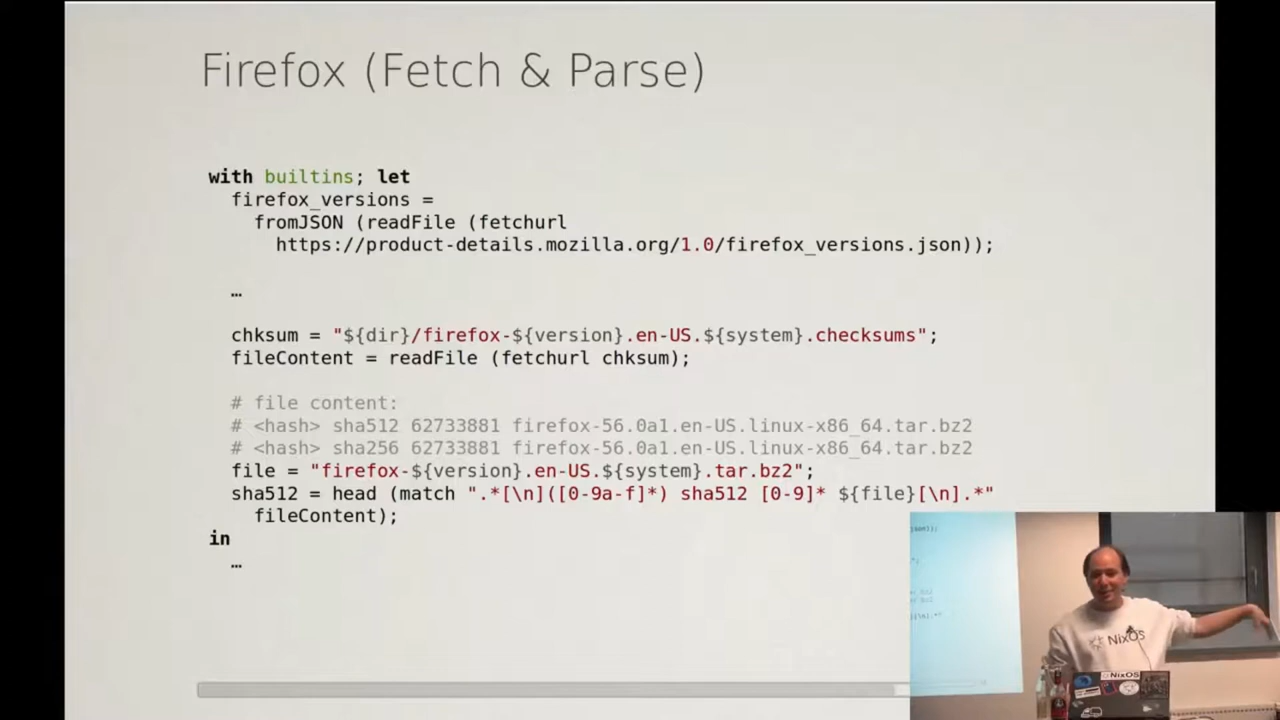 Firefox (Fetch & Parse)
with builtins; let
firefox_versions =
fromJSON (readFile (fetchurl
https://product-details.mozilla.org/1.0/firefox_versions.json));
…
chksum = "${dir}/firefox-${version}.en-US.${system}.checksums";
fileContent = readFile (fetchurl chksum);
# file content:
# <hash> sha512 62733881 firefox-56.0a1.en-US.linux-x86_64.tar.bz2
# <hash> sha256 62733881 firefox-56.0a1.en-US.linux-x86_64.tar.bz2
file = "firefox-${version}.en-US.${system}.tar.bz2";
sha512 = head (match ".*[\n]([0-9a-f]*) sha512 [0-9]* ${file}[\n].*"
fileContent);
in
…
NixOS
NixOS